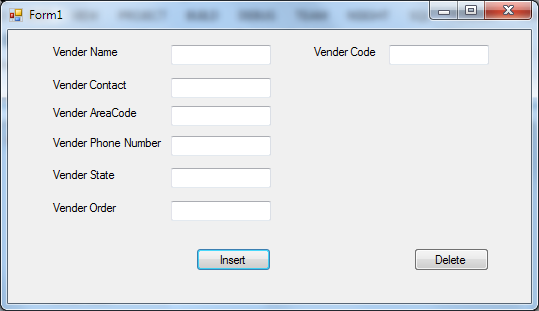 Form1
Vender Name
Vender Code
Vender Contact
Vender AreaCode
Vender Phone Number
Vender State
Vender Order
Insert
Delete